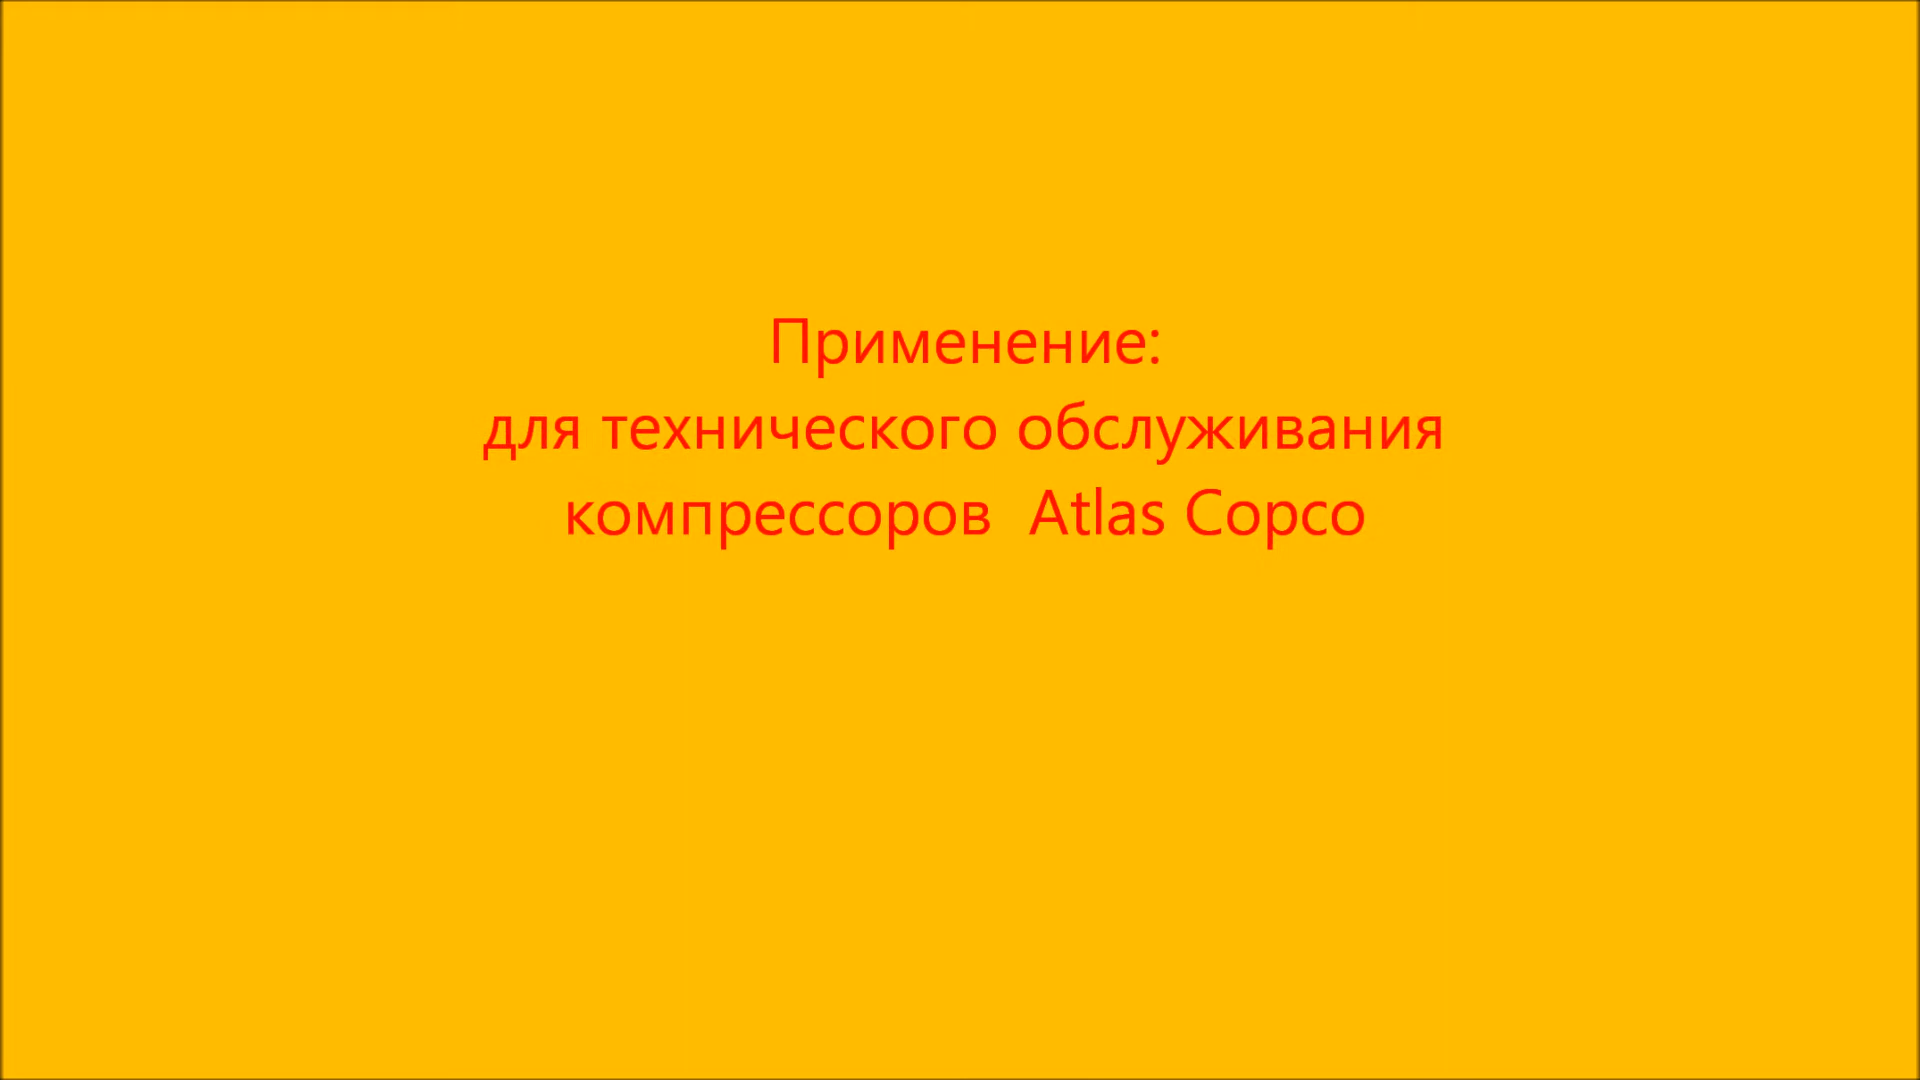 Применение:
для технического обслуживания
компрессоров  Atlas Copco